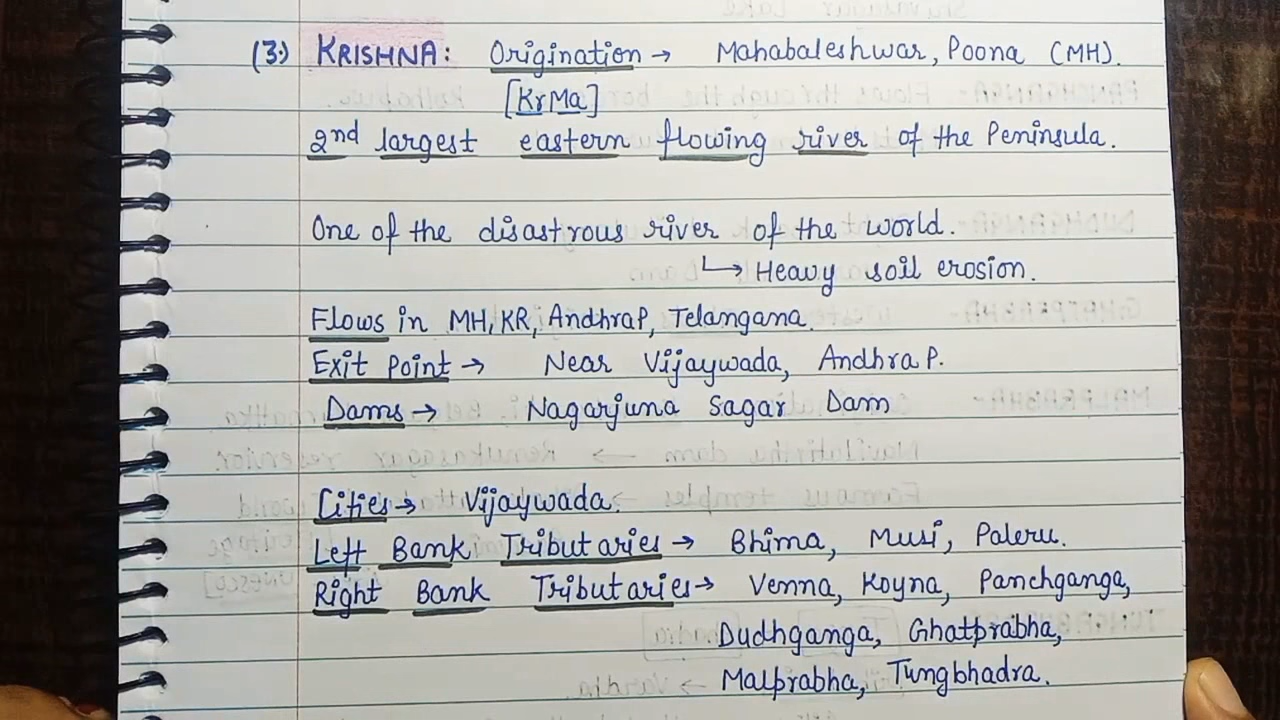 (3.) KRISHNA: Origination → Mahabaleshwar, Poona (MH).
[KrMa]
2nd largest eastern flowing river of the Peninsula.
One of the disastrous river of the world.
↳ Heavy soil erosion.
Flows in MH, KR, Andhra P, Telangana.
Exit Point → Near Vijaywada, Andhra P.
Dams → Nagarjuna Sagar Dam
Cities → Vijaywada.
Left Bank Tributaries → Bhima, Musi, Paleru.
Right Bank Tributaries → Venna, Koyna, Panchganga,
Dudhganga, Ghatprabha,
Malprabha, Tungbhadra.